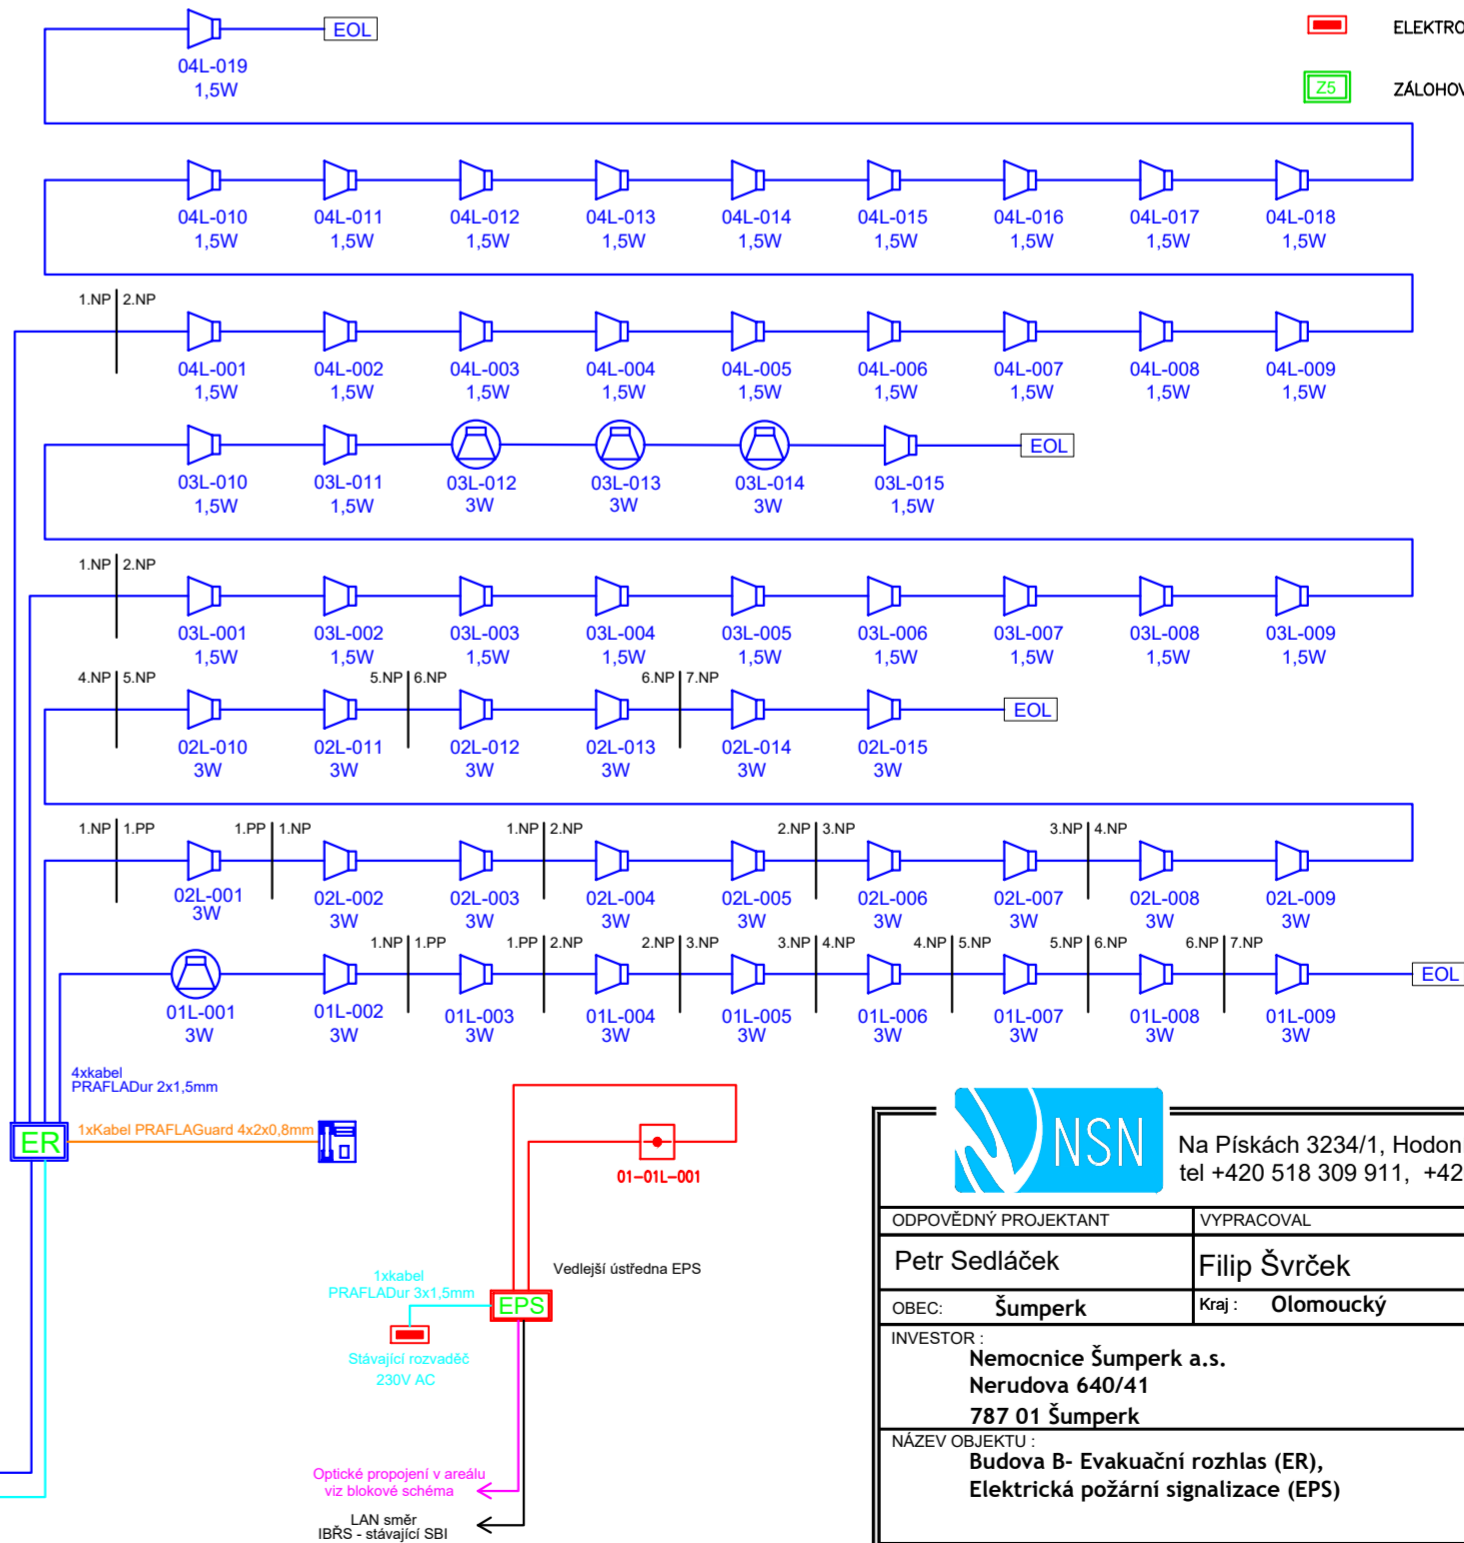 EOL
04L-019
1,5W
ELEKTRO
Z5
ZÁLOHOV
04L-010 04L-011 04L-012 04L-013 04L-014 04L-015 04L-016 04L-017 04L-018
1,5W 1,5W 1,5W 1,5W 1,5W 1,5W 1,5W 1,5W 1,5W
1.NP 2.NP
04L-001 04L-002 04L-003 04L-004 04L-005 04L-006 04L-007 04L-008 04L-009
1,5W 1,5W 1,5W 1,5W 1,5W 1,5W 1,5W 1,5W 1,5W
EOL
03L-010 03L-011 03L-012 03L-013 03L-014 03L-015
1,5W 1,5W 3W 3W 3W 1,5W
1.NP 2.NP
03L-001 03L-002 03L-003 03L-004 03L-005 03L-006 03L-007 03L-008 03L-009
1,5W 1,5W 1,5W 1,5W 1,5W 1,5W 1,5W 1,5W 1,5W
4.NP 5.NP 5.NP 6.NP 6.NP 7.NP
EOL
02L-010 02L-011 02L-012 02L-013 02L-014 02L-015
3W 3W 3W 3W 3W 3W
1.NP 1.PP 1.PP 1.NP 1.NP 2.NP 2.NP 3.NP 3.NP 4.NP
02L-001 02L-002 02L-003 02L-004 02L-005 02L-006 02L-007 02L-008 02L-009
3W 3W 3W 3W 3W 3W 3W 3W 3W
1.NP 1.PP 1.PP 2.NP 2.NP 3.NP 3.NP 4.NP 4.NP 5.NP 5.NP 6.NP 6.NP 7.NP
EOL
01L-001 01L-002 01L-003 01L-004 01L-005 01L-006 01L-007 01L-008 01L-009
3W 3W 3W 3W 3W 3W 3W 3W 3W
4xkabel
PRAFLADur 2x1,5mm
ER
1xKabel PRAFLAGuard 4x2x0,8mm
01-01L-001
Vedlejší ústředna EPS
1xkabel
PRAFLADur 3x1,5mm
EPS
Stávající rozvaděč
230V AC
Optické propojení v areálu
viz blokové schéma
LAN směr
IBŘS - stávající SBI
NSN
Na Pískách 3234/1, Hodon
tel +420 518 309 911, +42
ODPOVĚDNÝ PROJEKTANT VYPRACOVAL
Petr Sedláček Filip Švrček
OBEC: Šumperk Kraj : Olomoucký
INVESTOR :
Nemocnice Šumperk a.s.
Nerudova 640/41
787 01 Šumperk
NÁZEV OBJEKTU :
Budova B- Evakuační rozhlas (ER),
Elektrická požární signalizace (EPS)